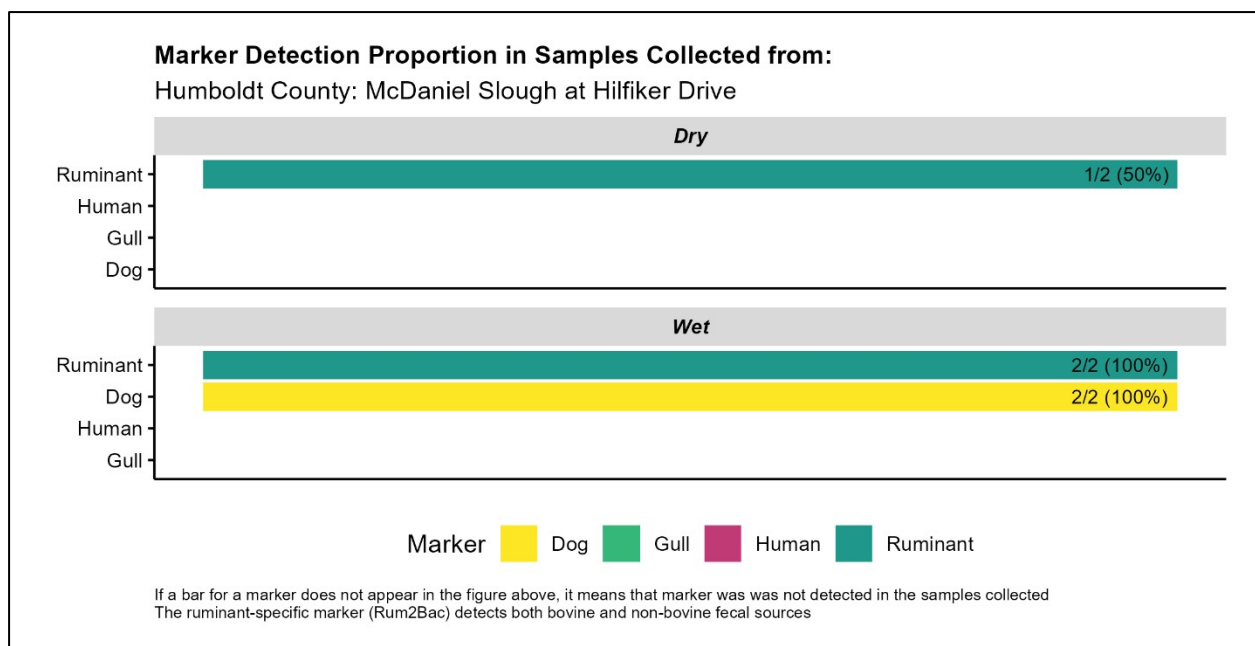 Marker Detection Proportion in Samples Collected from:
Humboldt County: McDaniel Slough at Hilfiker Drive
Dry
Ruminant
1/2 (50%)
Human
Gull
Dog
Wet
Ruminant
2/2 (100%)
Dog
2/2 (100%)
Human
Gull
Marker Dog Gull Human Ruminant
If a bar for a marker does not appear in the figure above, it means that marker was was not detected in the samples collected
The ruminant-specific marker (Rum2Bac) detects both bovine and non-bovine fecal sources